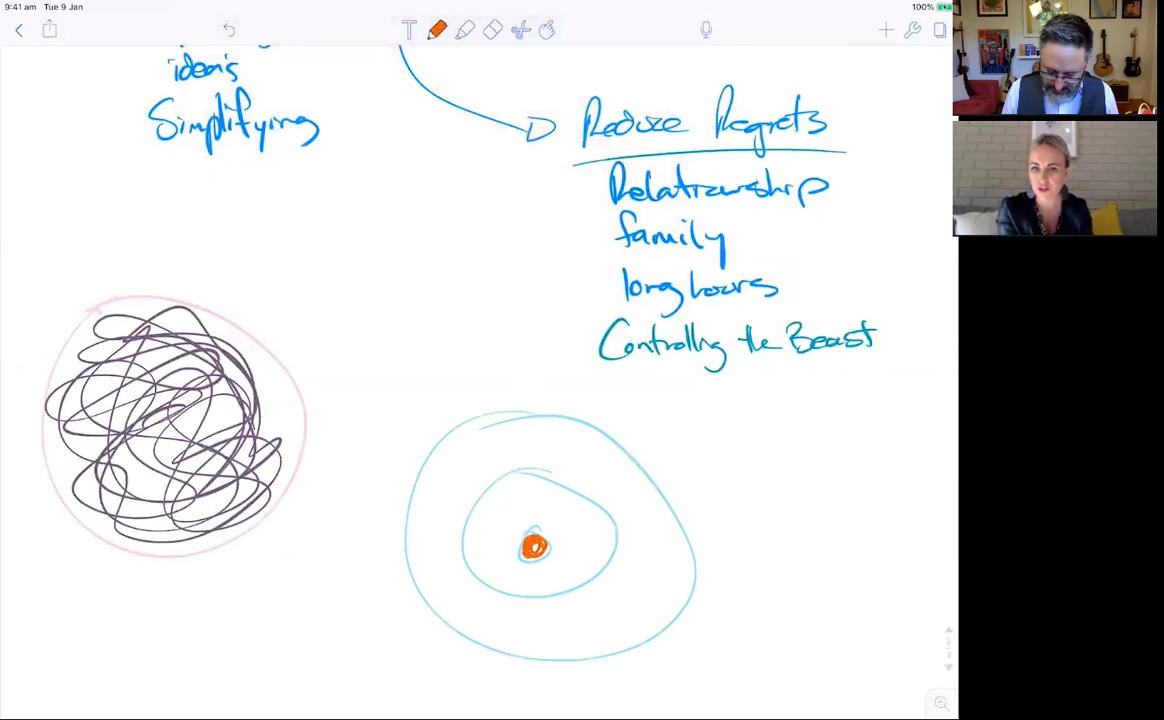 9:41 am Tue 9 Jan
100%
ideas
Simplifying
Reduce Regrets
Relationship
family
long hours
Controlling the Beast